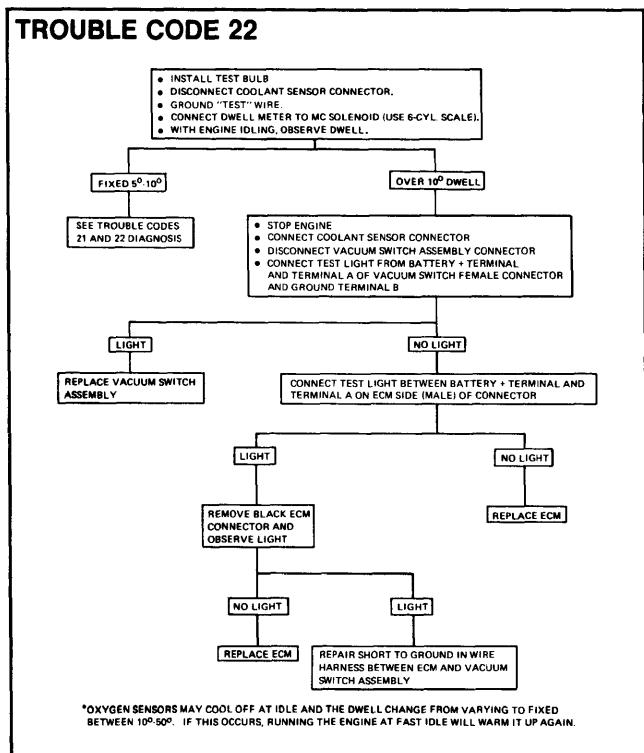 TROUBLE CODE 22
• INSTALL TEST BULB
• DISCONNECT COOLANT SENSOR CONNECTOR.
• GROUND "TEST" WIRE.
• CONNECT DWELL METER TO MC SOLENOID (USE 6-CYL. SCALE).
• WITH ENGINE IDLING, OBSERVE DWELL.
FIXED 5°-10°
OVER 10° DWELL
SEE TROUBLE CODES
21 AND 22 DIAGNOSIS
• STOP ENGINE
• CONNECT COOLANT SENSOR CONNECTOR
• DISCONNECT VACUUM SWITCH ASSEMBLY CONNECTOR
• CONNECT TEST LIGHT FROM BATTERY + TERMINAL
AND TERMINAL A OF VACUUM SWITCH FEMALE CONNECTOR
AND GROUND TERMINAL B
LIGHT
NO LIGHT
REPLACE VACUUM SWITCH
ASSEMBLY
CONNECT TEST LIGHT BETWEEN BATTERY + TERMINAL AND
TERMINAL A ON ECM SIDE (MALE) OF CONNECTOR
LIGHT
NO LIGHT
REMOVE BLACK ECM
CONNECTOR AND
OBSERVE LIGHT
REPLACE ECM
NO LIGHT
LIGHT
REPLACE ECM
REPAIR SHORT TO GROUND IN WIRE
HARNESS BETWEEN ECM AND VACUUM
SWITCH ASSEMBLY
*OXYGEN SENSORS MAY COOL OFF AT IDLE AND THE DWELL CHANGE FROM VARYING TO FIXED
BETWEEN 10°-50°. IF THIS OCCURS, RUNNING THE ENGINE AT FAST IDLE WILL WARM IT UP AGAIN.